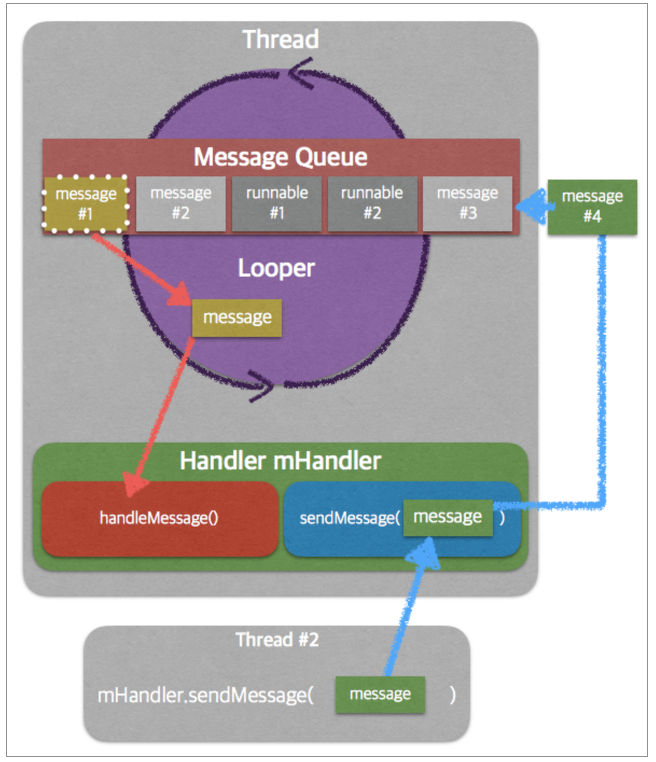 Thread
Message Queue
message
#1
message
#2
runnable
#1
runnable
#2
message
#3
message
#4
Looper
message
Handler mHandler
handleMessage()
sendMessage( message )
Thread #2
mHandler.sendMessage( message )